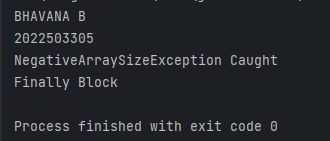 BHAVANA B
2022503305
NegativeArraySizeException Caught
Finally Block
Process finished with exit code 0